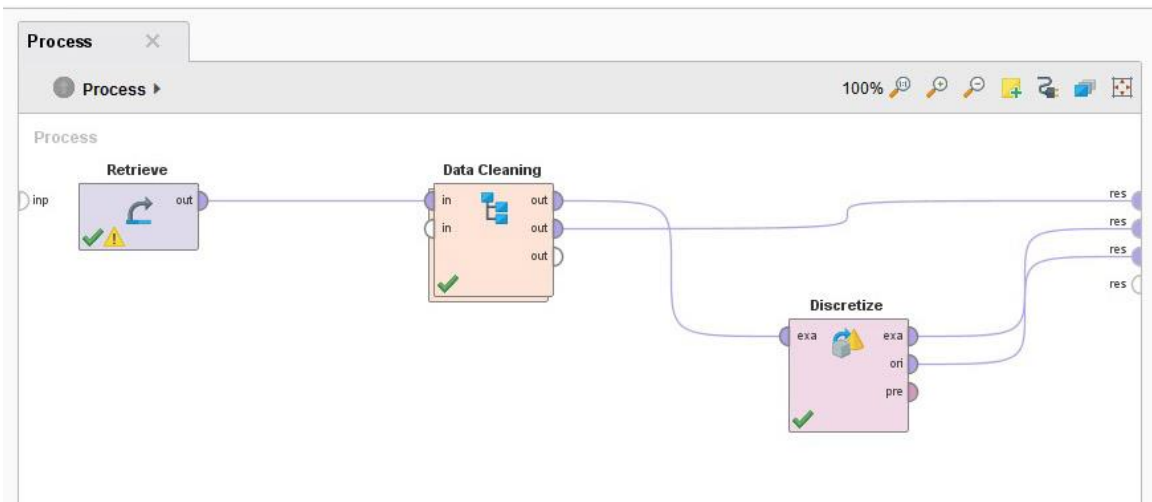 Process
Process
100%
Process
Retrieve
Data Cleaning
inp
out
in
out
in
out
out
res
res
res
res
Discretize
exa
exa
ori
pre